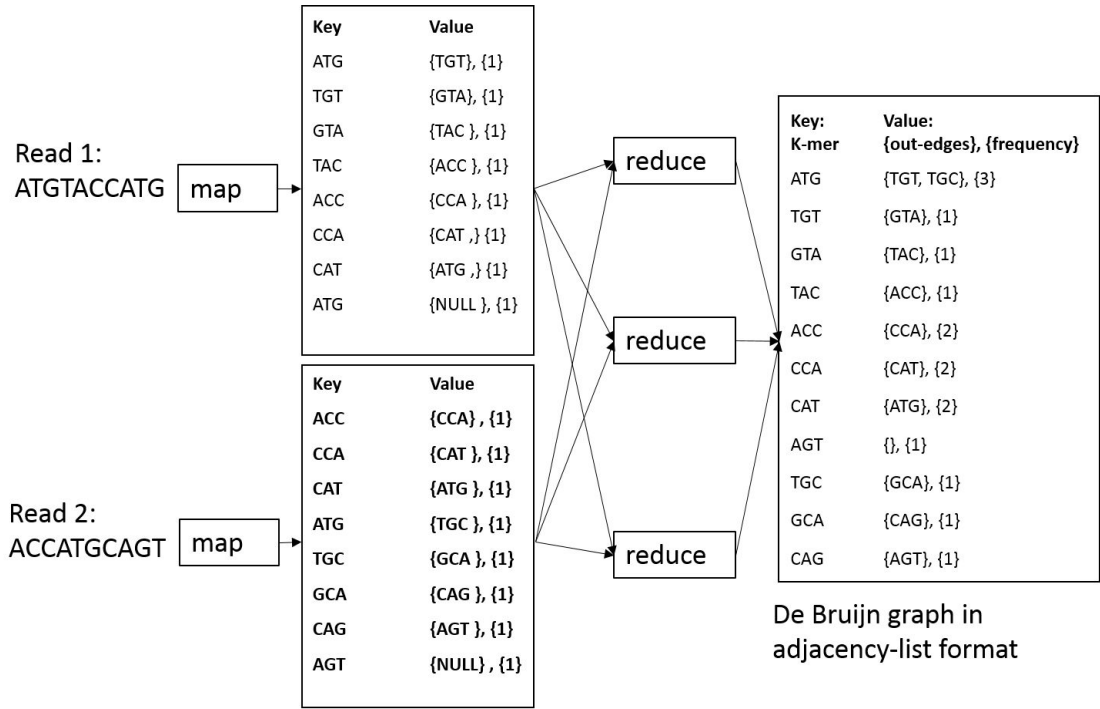 Read 1:
ATGTACCATG
map
Key Value
ATG {TGT}, {1}
TGT {GTA}, {1}
GTA {TAC }, {1}
TAC {ACC }, {1}
ACC {CCA }, {1}
CCA {CAT ,} {1}
CAT {ATG ,} {1}
ATG {NULL }, {1}
Read 2:
ACCATGCAGT
map
Key Value
ACC {CCA} , {1}
CCA {CAT }, {1}
CAT {ATG }, {1}
ATG {TGC }, {1}
TGC {GCA }, {1}
GCA {CAG }, {1}
CAG {AGT }, {1}
AGT {NULL} , {1}
reduce
reduce
reduce
Key: Value:
K-mer {out-edges}, {frequency}
ATG {TGT, TGC}, {3}
TGT {GTA}, {1}
GTA {TAC}, {1}
TAC {ACC}, {1}
ACC {CCA}, {2}
CCA {CAT}, {2}
CAT {ATG}, {2}
AGT {}, {1}
TGC {GCA}, {1}
GCA {CAG}, {1}
CAG {AGT}, {1}
De Bruijn graph in
adjacency-list format